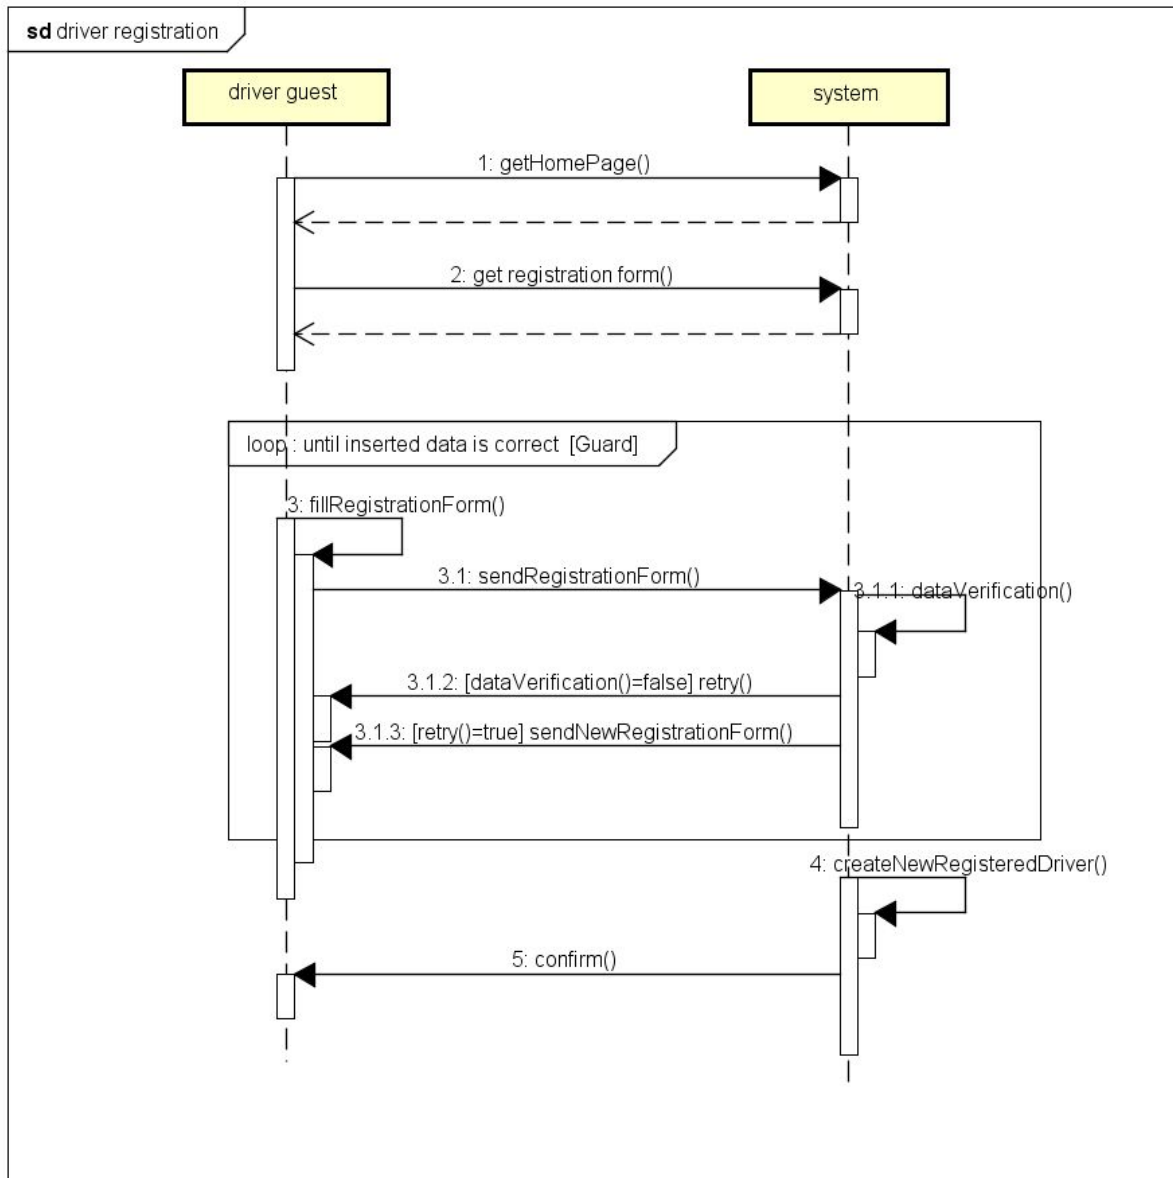 sd driver registration
driver guest
system
1: getHomePage()
2: get registration form()
loop : until inserted data is correct [Guard]
3: fillRegistrationForm()
3.1: sendRegistrationForm()
3.1.1: dataVerification()
3.1.2: [dataVerification()=false] retry()
3.1.3: [retry()=true] sendNewRegistrationForm()
4: createNewRegisteredDriver()
5: confirm()